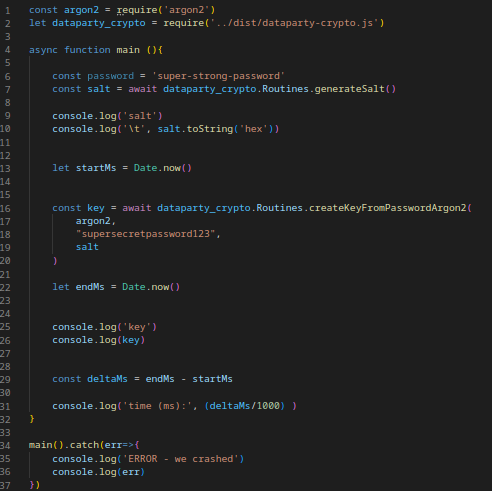 1 const argon2 = require('argon2')
2 let dataparty_crypto = require('../dist/dataparty-crypto.js')
3
4 async function main (){
5
6 const password = 'super-strong-password'
7 const salt = await dataparty_crypto.Routines.generateSalt()
8
9 console.log('salt')
10 console.log('\t', salt.toString('hex'))
11
12
13 let startMs = Date.now()
14
15
16 const key = await dataparty_crypto.Routines.createKeyFromPasswordArgon2(
17 argon2,
18 "supersecretpassword123",
19 salt
20 )
21
22 let endMs = Date.now()
23
24
25 console.log('key')
26 console.log(key)
27
28
29 const deltaMs = endMs - startMs
30
31 console.log('time (ms):', (deltaMs/1000) )
32 }
33
34 main().catch(err=>{
35 console.log('ERROR - we crashed')
36 console.log(err)
37 })